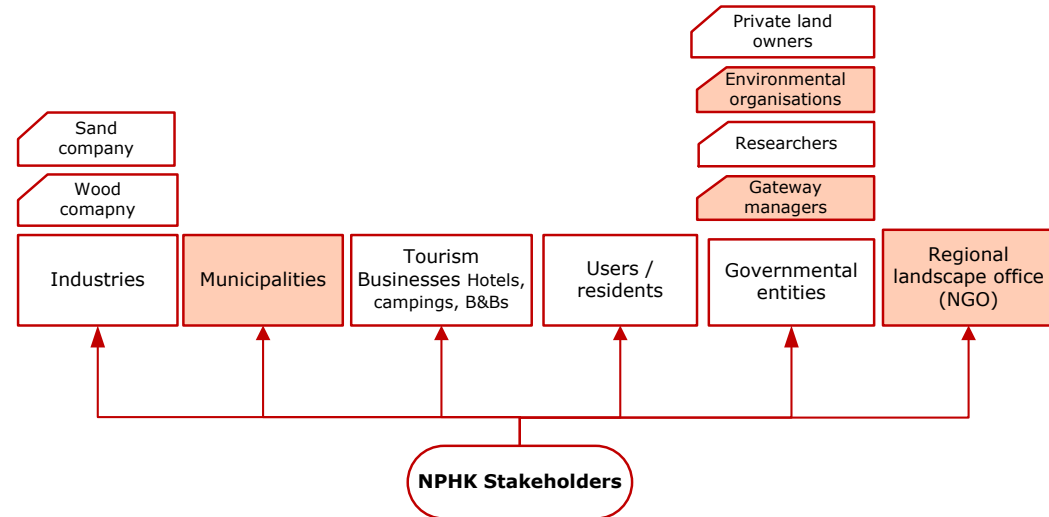 Private land
owners
Environmental
organisations
Sand
company
Researchers
Wood
comapny
Gateway
managers
Industries
Municipalities
Tourism
Businesses Hotels,
campings, B&Bs
Users /
residents
Governmental
entities
Regional
landscape office
(NGO)
NPHK Stakeholders